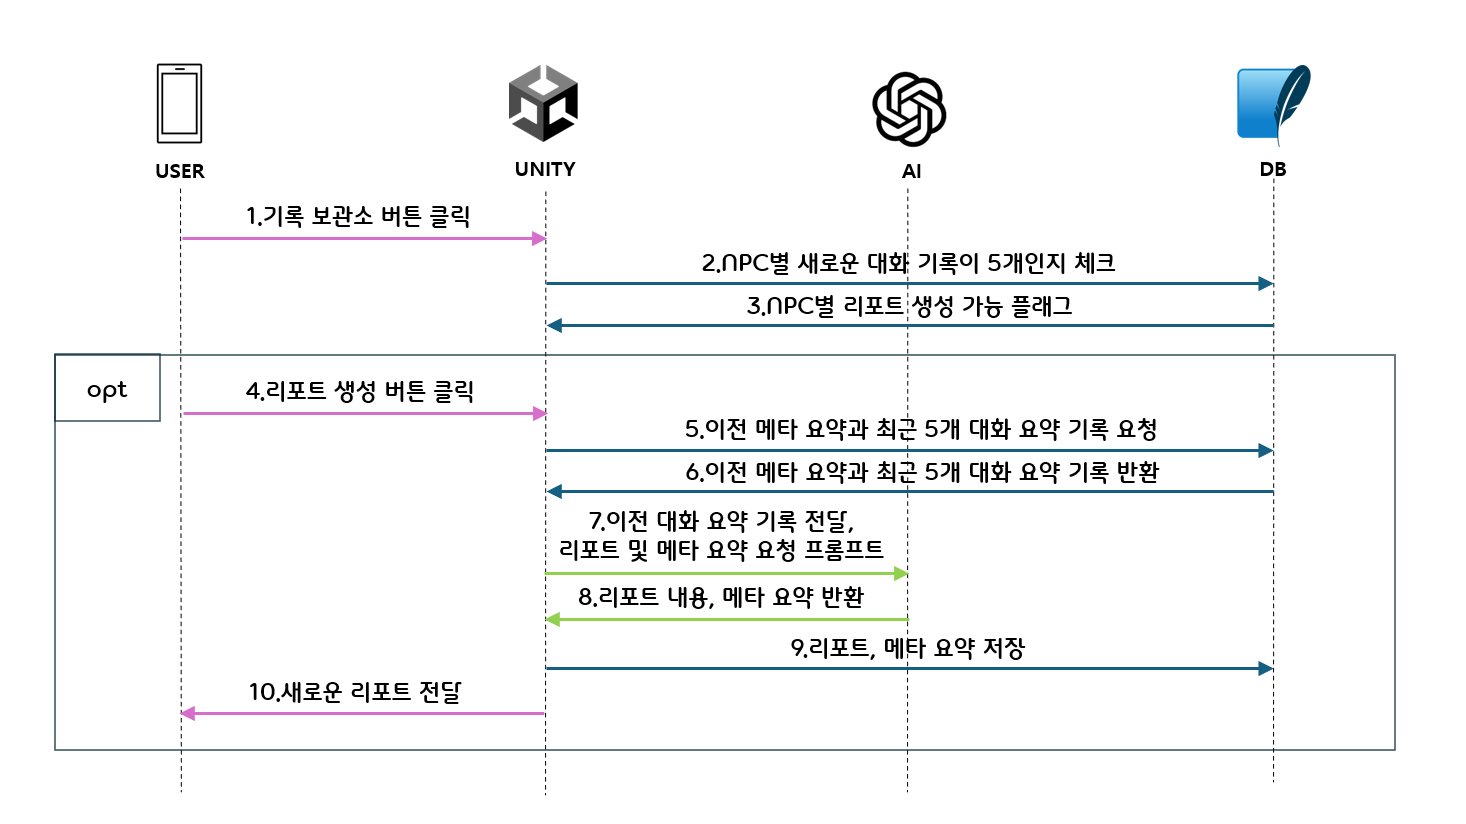 USER
UNITY
AI
DB
1.기록 보관소 버튼 클릭
2.NPC별 새로운 대화 기록이 5개인지 체크
3.NPC별 리포트 생성 가능 플래그
opt
4.리포트 생성 버튼 클릭
5.이전 메타 요약과 최근 5개 대화 요약 기록 요청
6.이전 메타 요약과 최근 5개 대화 요약 기록 반환
7.이전 대화 요약 기록 전달,
리포트 및 메타 요약 요청 프롬프트
8.리포트 내용, 메타 요약 반환
9.리포트, 메타 요약 저장
10.새로운 리포트 전달